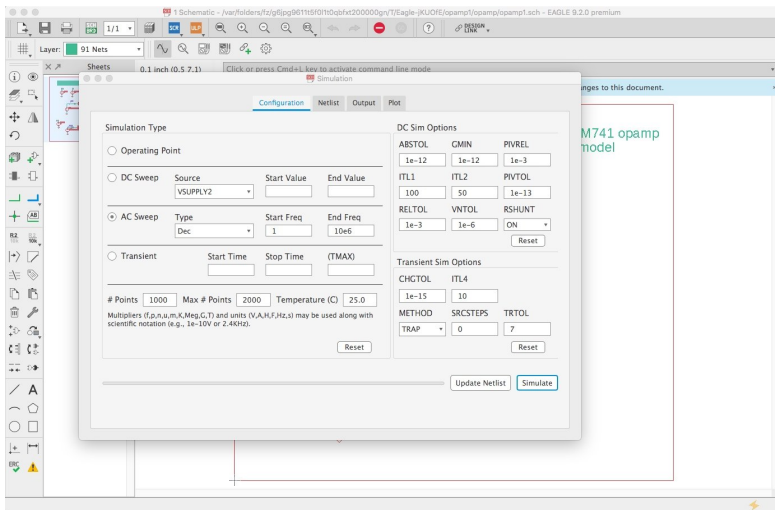 1 Schematic - /var/folders/fz/g6jpg9611t5f0l1t0qbfxt200000gn/T/Eagle-jKUOfE/opamp1/opamp/opamp1.sch - EAGLE 9.2.0 premium
1/1
SCR
ULP
DESIGN
LINK
Layer:
91 Nets
Sheets
0.1 inch (0.5 7.1)
Click or press Cmd+L key to activate command line mode
Simulation
anges to this document.
Configuration
Netlist
Output
Plot
M741 opamp
model
Simulation Type
Operating Point
DC Sweep
Source
Start Value
End Value
VSUPPLY2
AC Sweep
Type
Start Freq
End Freq
Dec
1
10e6
Transient
Start Time
Stop Time
(TMAX)
# Points 1000 Max # Points 2000 Temperature (C) 25.0
Multipliers (f,p,n,u,m,K,Meg,G,T) and units (V,A,H,F,Hz,s) may be used along with
scientific notation (e.g., 1e-10V or 2.4KHz).
Reset
DC Sim Options
ABSTOL GMIN PIVREL
1e-12 1e-12 1e-3
ITL1 ITL2 PIVTOL
100 50 1e-13
RELTOL VNTOL RSHUNT
1e-3 1e-6 ON
Reset
Transient Sim Options
CHGTOL ITL4
1e-15 10
METHOD SRCSTEPS TRTOL
TRAP 0 7
Reset
Update Netlist
Simulate
R2
10k
ERC